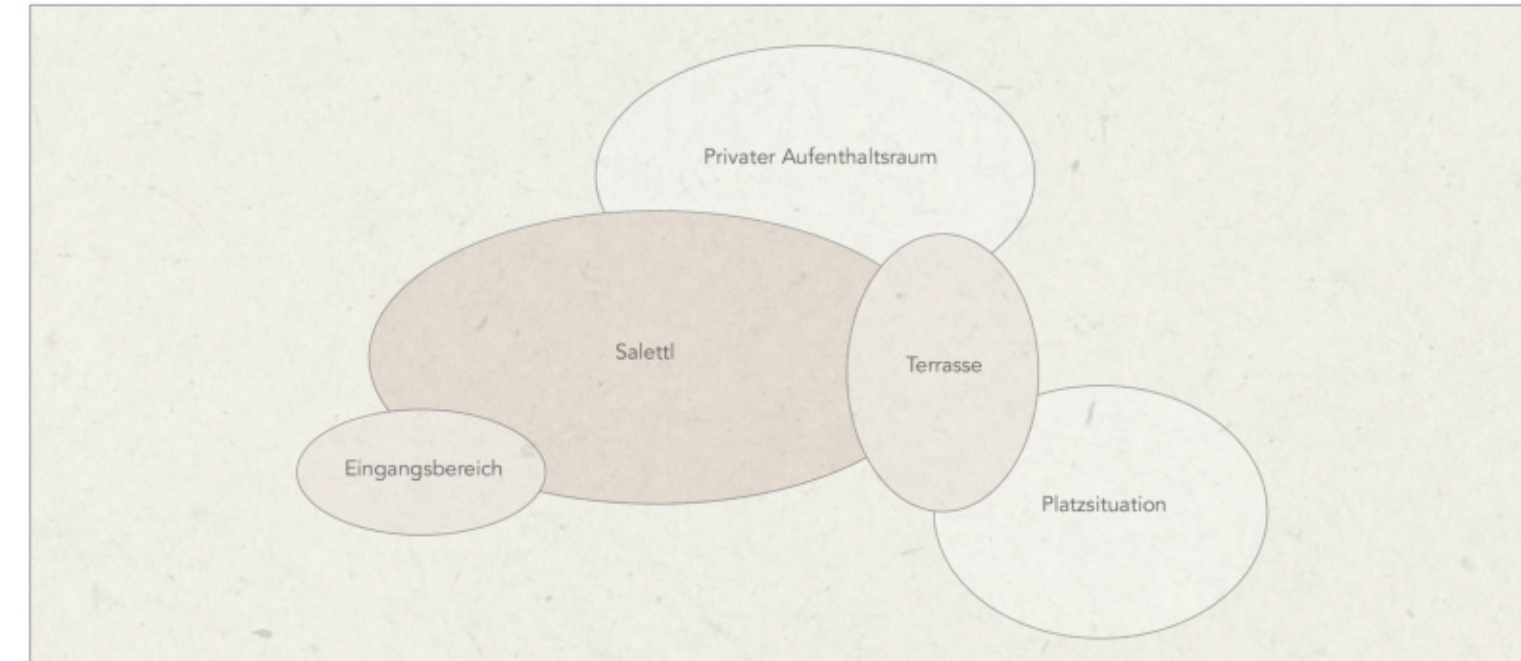 Privater Aufenthaltsraum
Salettl
Terrasse
Eingangsbereich
Platzsituation